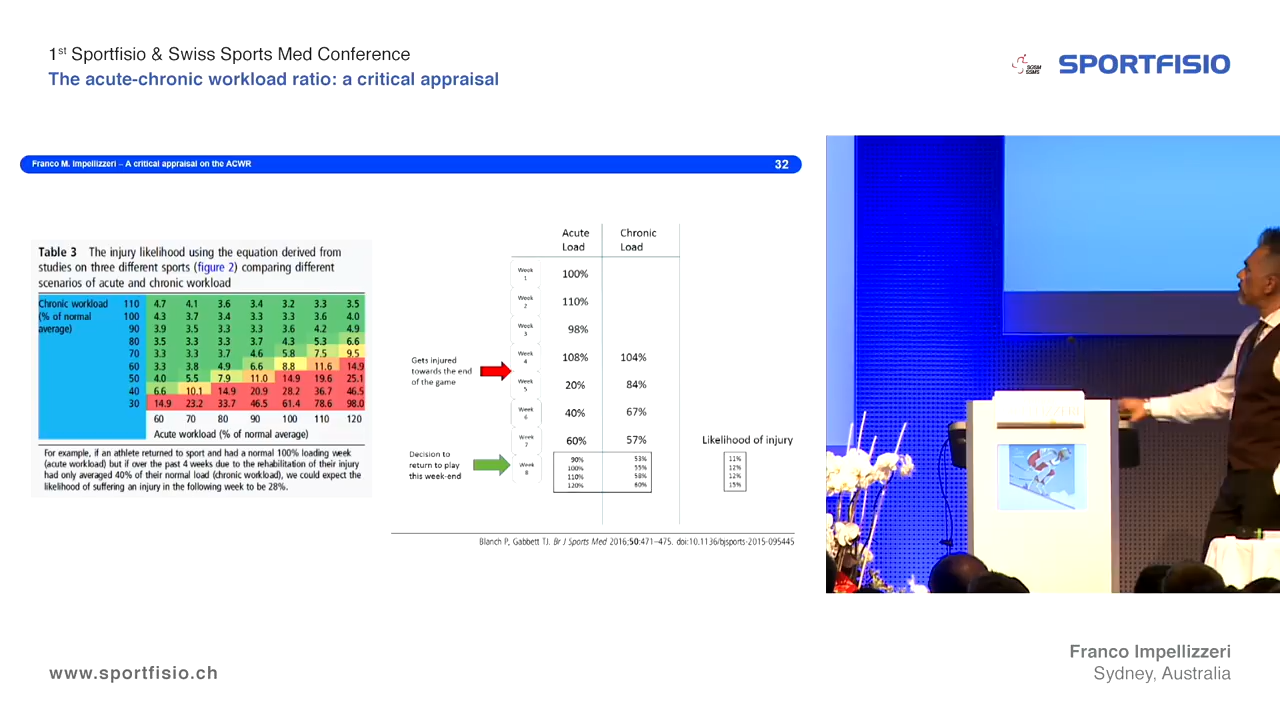 1st Sportfisio & Swiss Sports Med Conference
The acute-chronic workload ratio: a critical appraisal
SGSM
SSMS
SPORTFISIO
Franco M. Impellizzeri – A critical appraisal on the ACWR 32
Table 3 The injury likelihood using the equation derived from
studies on three different sports (figure 2) comparing different
scenarios of acute and chronic workload
Chronic workload 110 4.7 4.1 3.6 3.4 3.2 3.3 3.5
(% of normal 100 4.3 3.7 3.4 3.3 3.3 3.6 4.0
average) 90 3.9 3.5 3.3 3.3 3.6 4.2 4.9
80 3.5 3.3 3.3 3.7 4.3 5.3 6.6
70 3.3 3.3 3.7 4.6 5.8 7.5 9.5
60 3.3 3.8 4.9 6.6 8.8 11.6 14.9
50 4.0 5.5 7.9 11.0 14.9 19.6 25.1
40 6.6 10.1 14.9 20.9 28.2 36.7 46.5
30 14.9 23.2 33.7 46.5 61.4 78.6 98.0
60 70 80 90 100 110 120
Acute workload (% of normal average)
For example, if an athlete returned to sport and had a normal 100% loading week
(acute workload) but if over the past 4 weeks due to the rehabilitation of their injury
had only averaged 40% of their normal load (chronic workload), we could expect the
likelihood of suffering an injury in the following week to be 28%.
Acute Chronic
Load Load
Week
1 100%
Week
2 110%
Week
3 98%
Week
4 108% 104%
Gets injured
towards the end
of the game
Week
5 20% 84%
Week
6 40% 67%
Week
7 60% 57%
Likelihood of injury
Decision to
return to play
this week-end
Week
8
90% 53% 11%
100% 55% 12%
110% 58% 12%
120% 60% 15%
Blanch P, Gabbett TJ. Br J Sports Med 2016;50:471–475. doi:10.1136/bjsports-2015-095445
www.sportfisio.ch
Franco Impellizzeri
Sydney, Australia